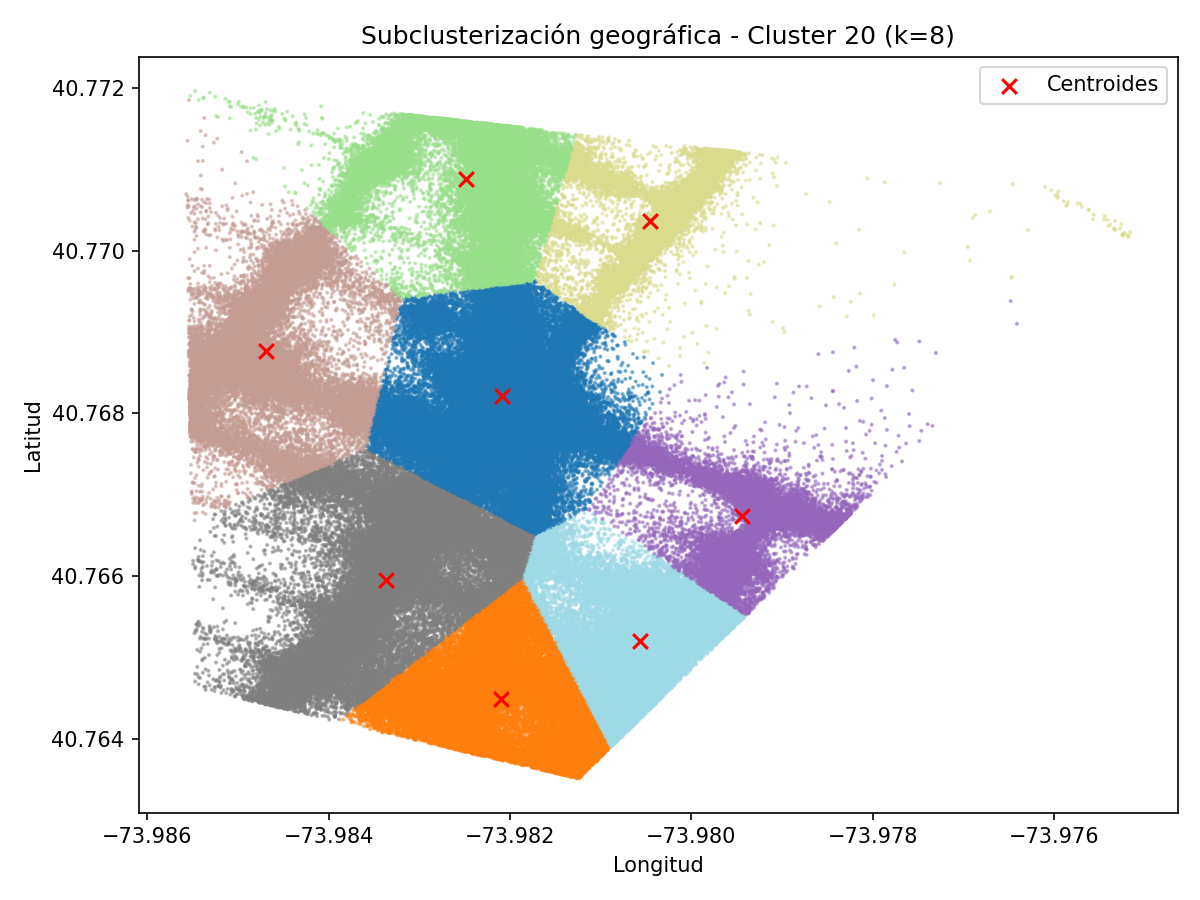 Subclusterización geográfica - Cluster 20 (k=8)
Centroides
Latitud
40.772
40.770
40.768
40.766
40.764
−73.986
−73.984
−73.982
−73.980
−73.978
−73.976
Longitud